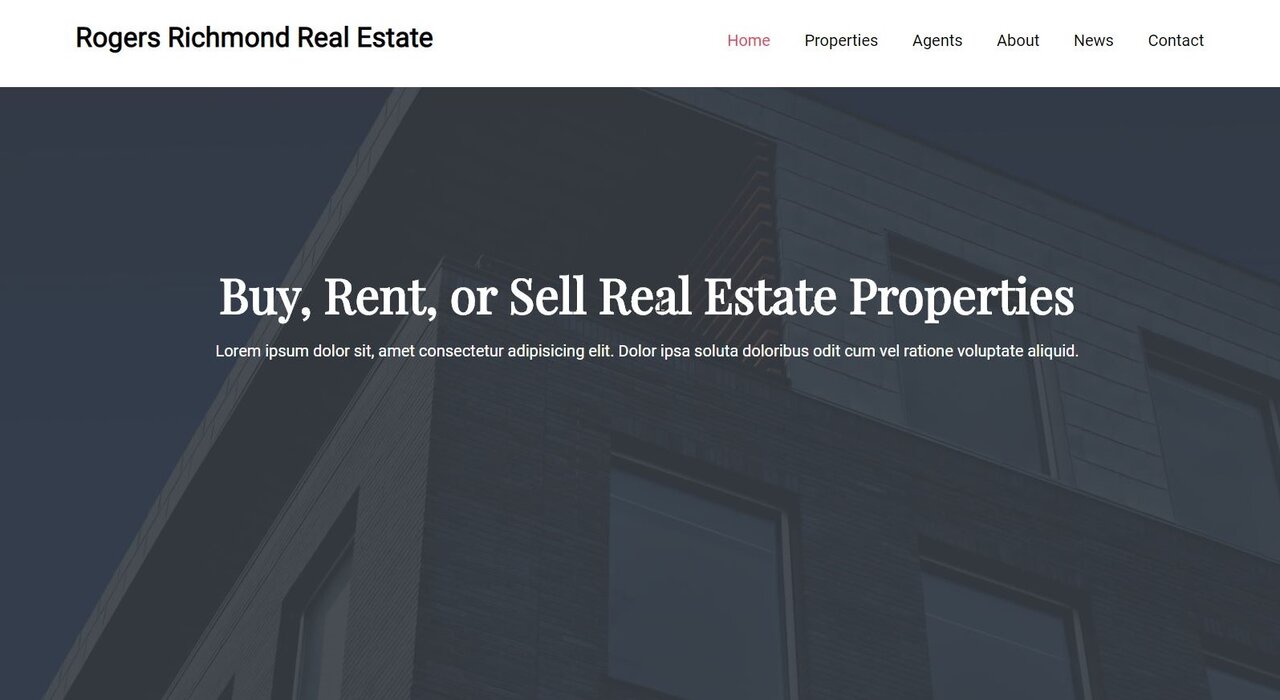 Rogers Richmond Real Estate
Home Properties Agents About News Contact
Buy, Rent, or Sell Real Estate Properties
Lorem ipsum dolor sit, amet consectetur adipisicing elit. Dolor ipsa soluta doloribus odit cum vel ratione voluptate aliquid.